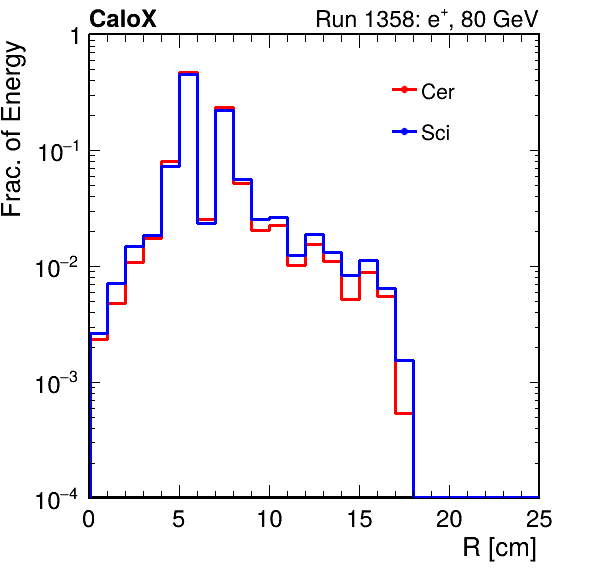 CaloX Run 1358: e⁺, 80 GeV
Frac. of Energy
1
10⁻¹
10⁻²
10⁻³
10⁻⁴
Cer
Sci
0 5 10 15 20 25
R [cm]